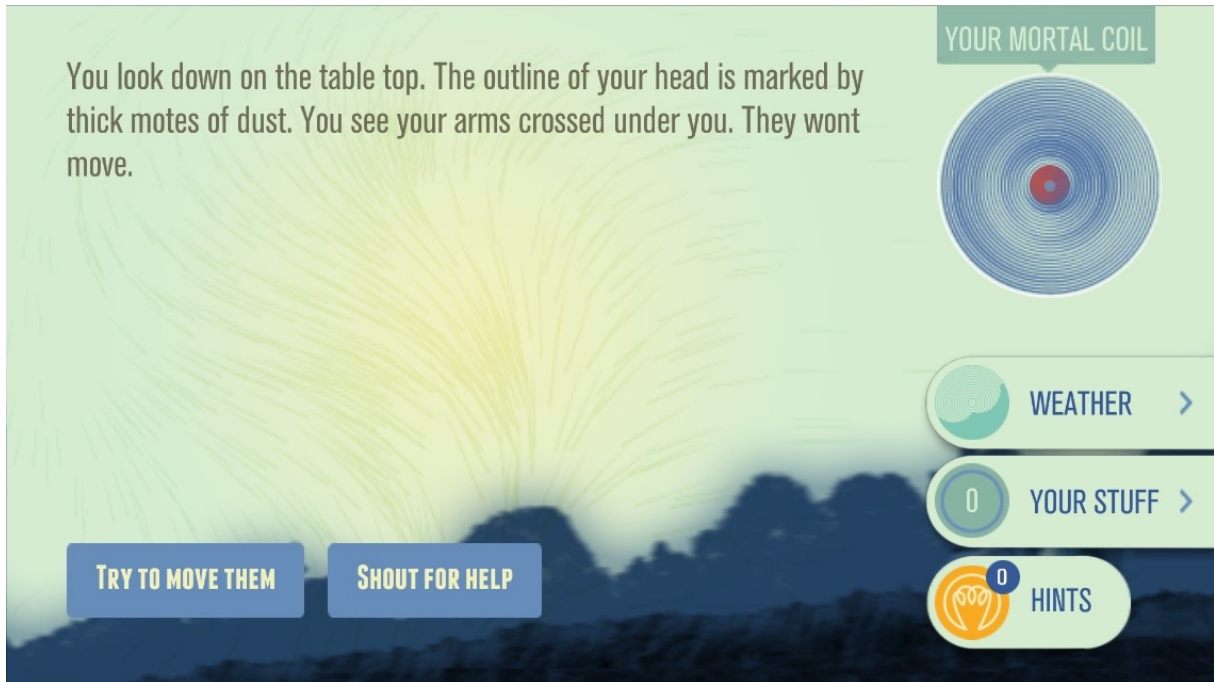 YOUR MORTAL COIL
You look down on the table top. The outline of your head is marked by
thick motes of dust. You see your arms crossed under you. They wont
move.
WEATHER
0
YOUR STUFF
0
HINTS
TRY TO MOVE THEM
SHOUT FOR HELP